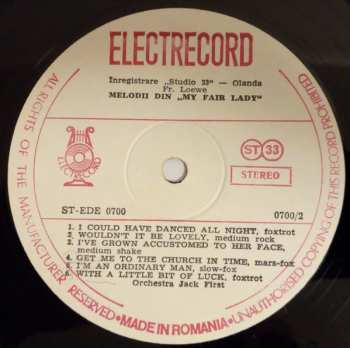 ELECTRECORD
Inregistrare „Studio 33" — Olanda
Fr. Loewe
MELODII DIN „MY FAIR LADY"
ELECTRECORD
ST 33
STEREO
ST-EDE 0700
0700/2
1. I COULD HAVE DANCED ALL NIGHT, foxtrot
2. WOULDN'T IT BE LOVELY, medium rock
3. I'VE GROWN ACCUSTOMED TO HER FACE,
medium shake
4. GET ME TO THE CHURCH IN TIME, mars-fox
5. I'M AN ORDINARY MAN, slow-fox
6. WITH A LITTLE BIT OF LUCK, foxtrot
Orchestra Jack First
ALL RIGHTS OF THE MANUFACTURER RESERVED • MADE IN ROMANIA • UNAUTHORISED COPYING OF THIS RECORD PROHIBITED